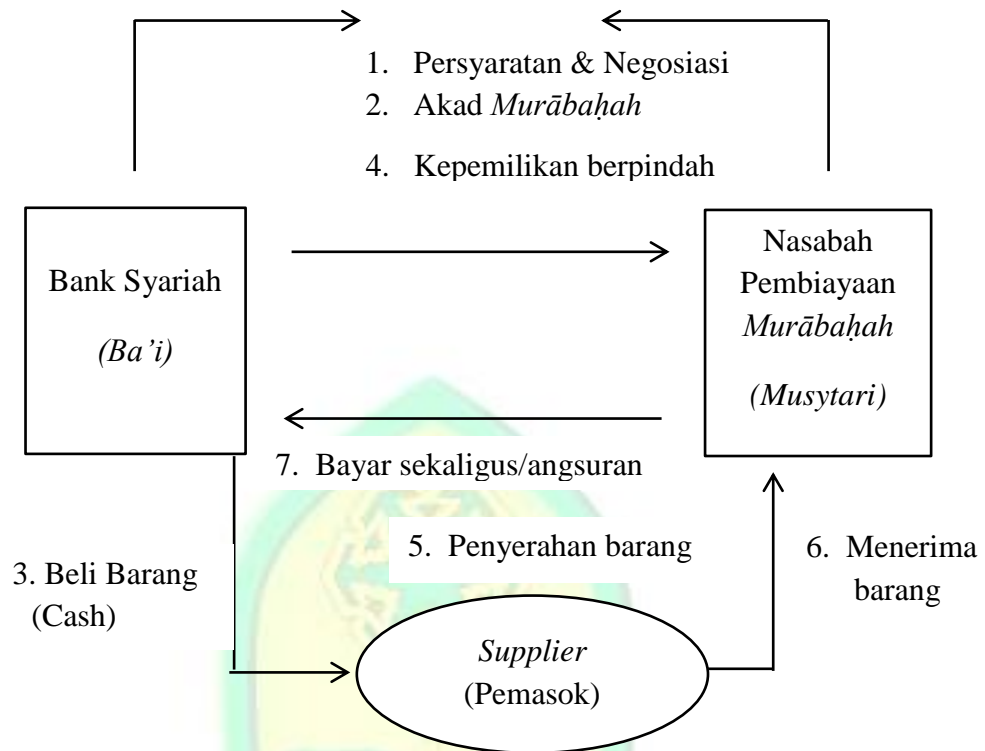 1. Persyaratan & Negosiasi
2. Akad Murābaḥah
4. Kepemilikan berpindah
Bank Syariah
(Ba’i)
Nasabah
Pembiayaan
Murābaḥah
(Musytari)
7. Bayar sekaligus/angsuran
5. Penyerahan barang
6. Menerima
barang
3. Beli Barang
(Cash)
Supplier
(Pemasok)